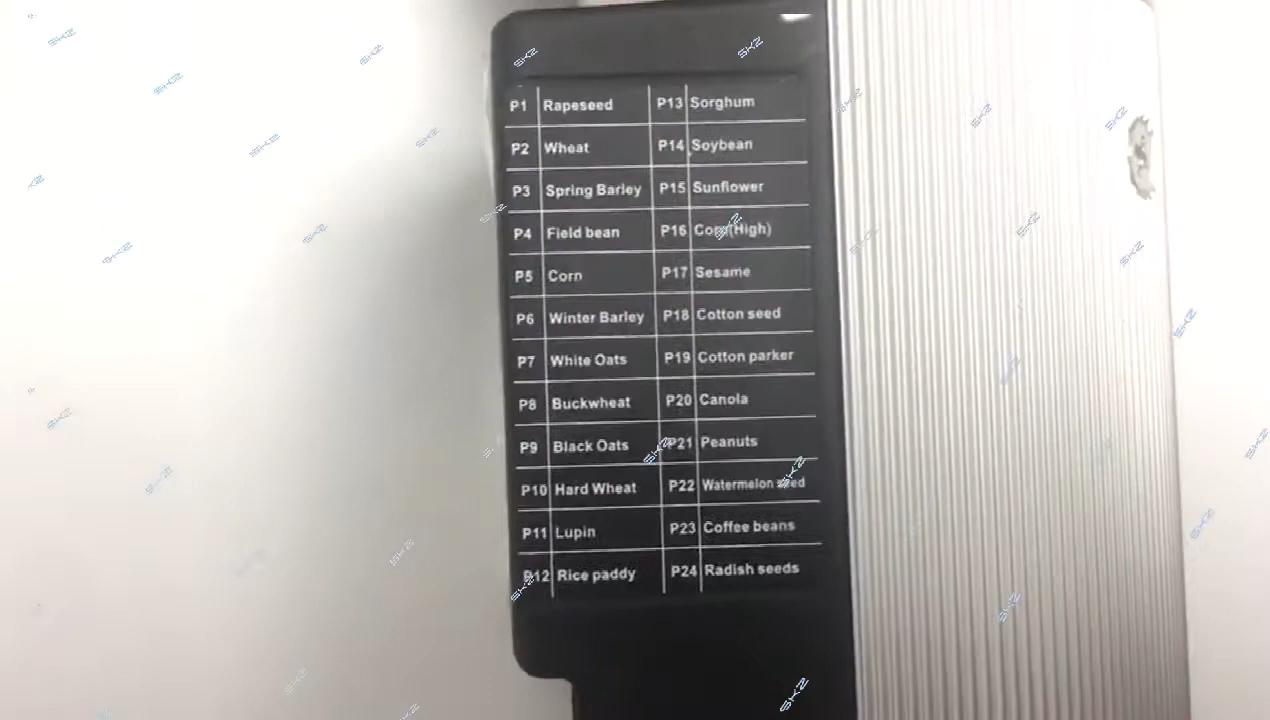 P1 Rapeseed P13 Sorghum
P2 Wheat P14 Soybean
P3 Spring Barley P15 Sunflower
P4 Field bean P16 Corn(High)
P5 Corn P17 Sesame
P6 Winter Barley P18 Cotton seed
P7 White Oats P19 Cotton parker
P8 Buckwheat P20 Canola
P9 Black Oats P21 Peanuts
P10 Hard Wheat P22 Watermelon seed
P11 Lupin P23 Coffee beans
P12 Rice paddy P24 Radish seeds